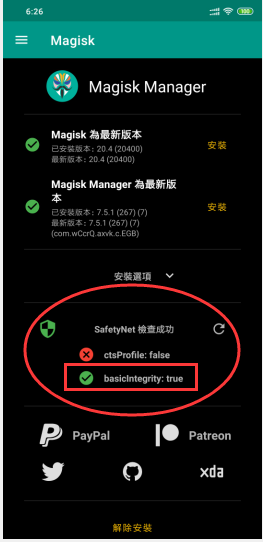 6:26
100
Magisk
Magisk Manager
Magisk 為最新版本
已安裝版本: 20.4 (20400)
最新版本: 20.4 (20400)
安裝
Magisk Manager 為最新版
本
已安裝版本: 7.5.1 (267) (7)
最新版本: 7.5.1 (267) (7)
(com.wCcrQ.axvk.c.EGB)
安裝
安裝選項
SafetyNet 檢查成功
ctsProfile: false
basicIntegrity: true
PayPal
Patreon
xda
解除安裝